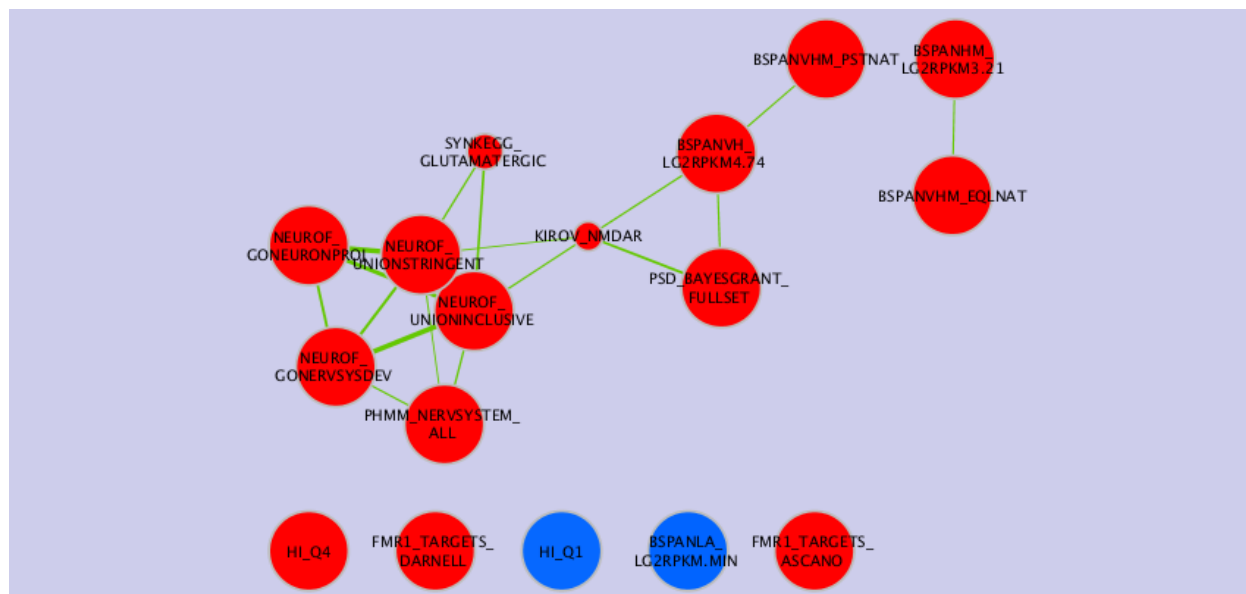 BSPANVHM_PSTNAT
BSPANHM_
LG2RPKM3.21
SYNKEGG_
GLUTAMATERGIC
BSPANVH_
LG2RPKM4.74
BSPANVHM_EQLNAT
NEUROF_
GONEURONPROJ
NEUROF_
UNIONSTRINGENT
KIROV_NMDAR
PSD_BAYESGRANT_
FULLSET
NEUROF_
UNIONINCLUSIVE
NEUROF_
GONERVSYSDEV
PHMM_NERVSYSTEM_
ALL
HI_Q4
FMR1_TARGETS_
DARNELL
HI_Q1
BSPANLA_
LG2RPKM.MIN
FMR1_TARGETS_
ASCANO